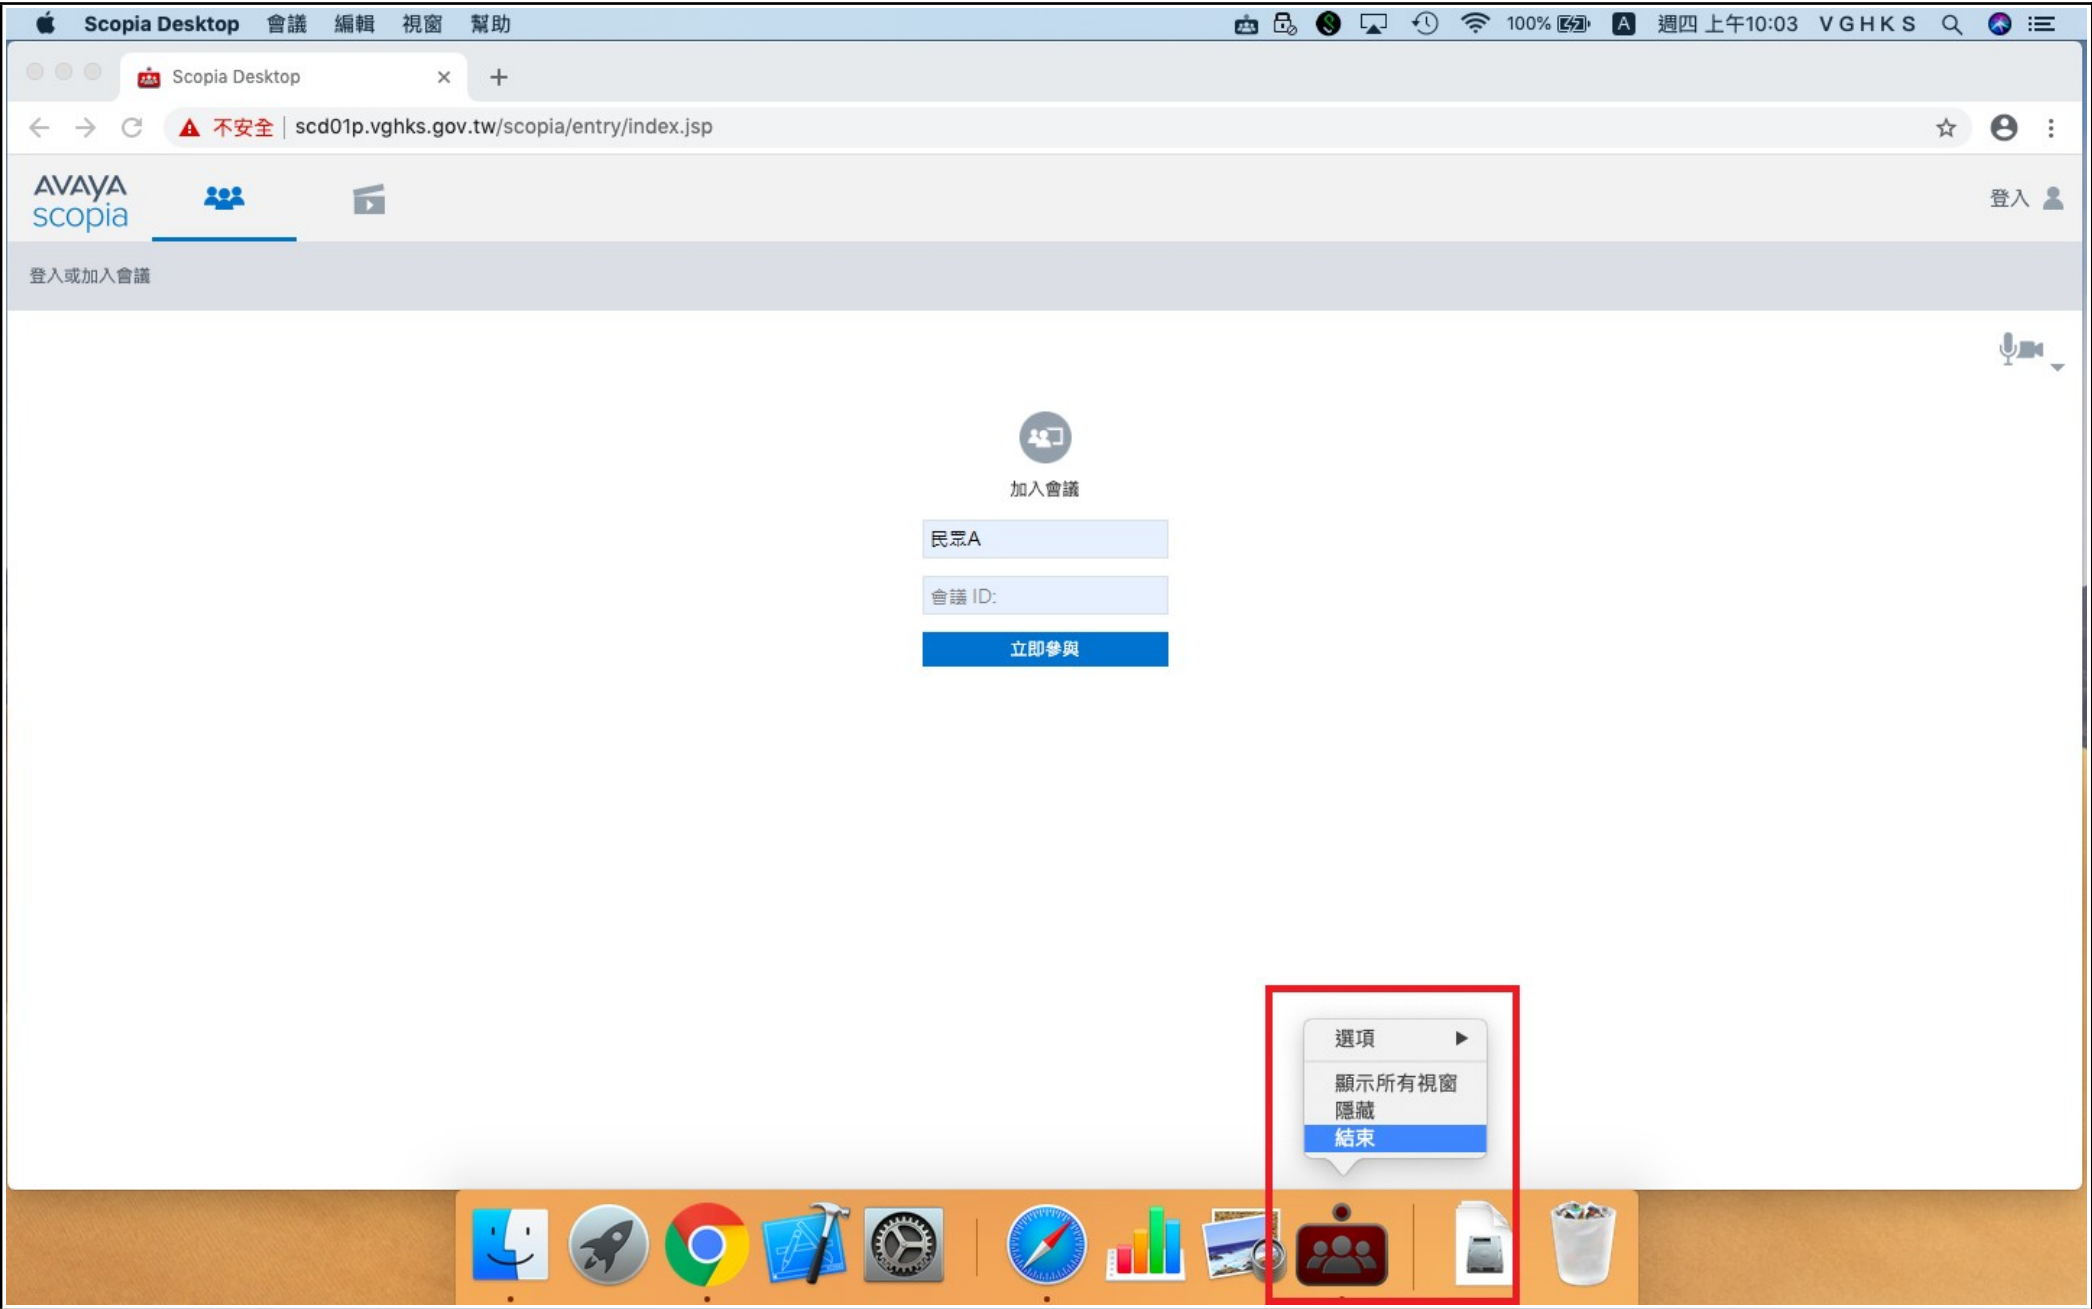 Scopia Desktop 會議 編輯 視窗 幫助 100% A 週四 上午10:03 VGHKS
Scopia Desktop
不安全 scd01p.vghks.gov.tw/scopia/entry/index.jsp
AVAYA
scopia
登入
登入或加入會議
加入會議
民眾A
會議 ID:
立即參與
選項
顯示所有視窗
隱藏
結束